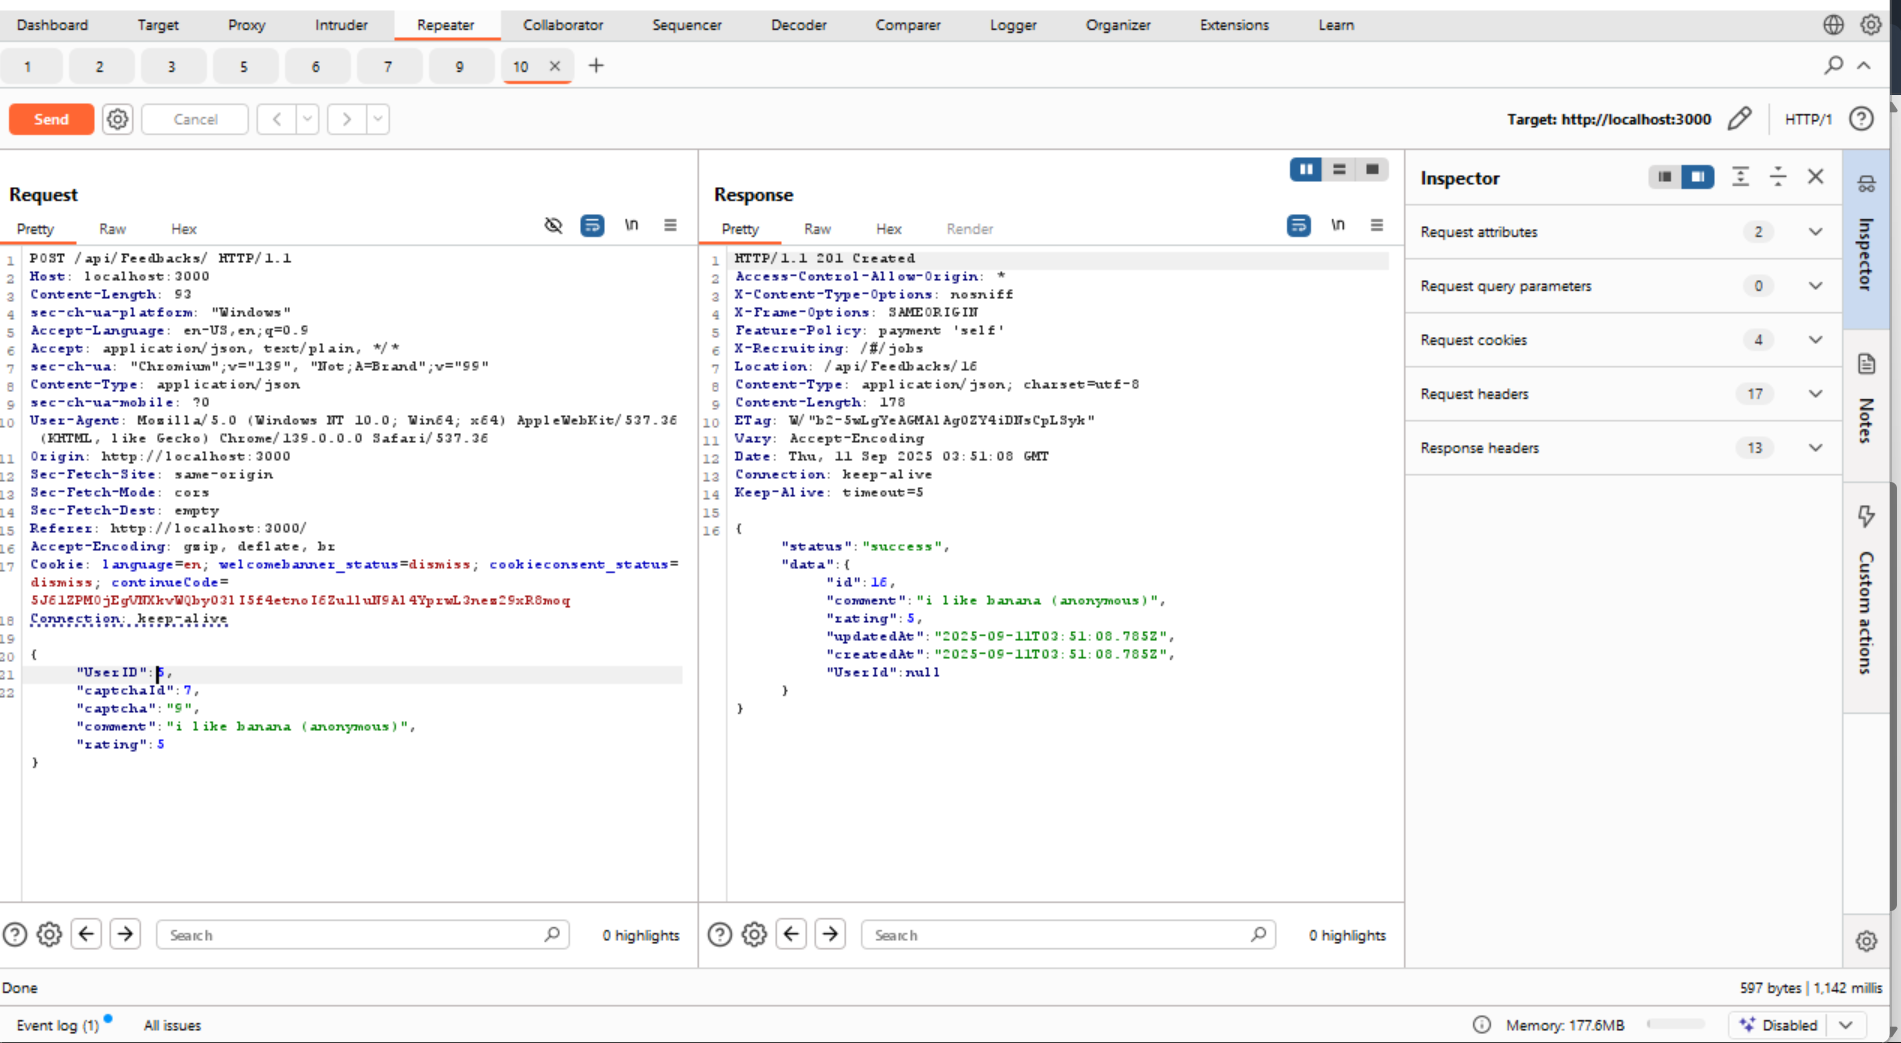 Dashboard Target Proxy Intruder Repeater Collaborator Sequencer Decoder Comparer Logger Organizer Extensions Learn
1 2 3 5 6 7 9 10 × +
Send Cancel < > Target: http://localhost:3000 HTTP/1 ?
Request
Pretty Raw Hex \n
1 POST /api/Feedbacks/ HTTP/1.1
2 Host: localhost:3000
3 Content-Length: 93
4 sec-ch-ua-platform: "Windows"
5 Accept-Language: en-US,en;q=0.9
6 Accept: application/json, text/plain, */*
7 sec-ch-ua: "Chromium";v="139", "Not;A=Brand";v="99"
8 Content-Type: application/json
9 sec-ch-ua-mobile: ?0
10 User-Agent: Mozilla/5.0 (Windows NT 10.0; Win64; x64) AppleWebKit/537.36
(KHTML, like Gecko) Chrome/139.0.0.0 Safari/537.36
11 Origin: http://localhost:3000
12 Sec-Fetch-Site: same-origin
13 Sec-Fetch-Mode: cors
14 Sec-Fetch-Dest: empty
15 Referer: http://localhost:3000/
16 Accept-Encoding: gzip, deflate, br
17 Cookie: language=en; welcomebanner_status=dismiss; cookieconsent_status=
dismiss; continueCode=
18 Connection: keep-alive
19
20 {
21 "UserID":5,
22 "captchaId":7,
"captcha":"9",
"comment":"i like banana (anonymous)",
"rating":5
}
Search 0 highlights
Response
Pretty Raw Hex Render \n
1 HTTP/1.1 201 Created
2 Access-Control-Allow-Origin: *
3 X-Content-Type-Options: nosniff
4 X-Frame-Options: SAMEORIGIN
5 Feature-Policy: payment 'self'
6 X-Recruiting: /#/jobs
7 Location: /api/Feedbacks/16
8 Content-Type: application/json; charset=utf-8
9 Content-Length: 178
10 ETag:
11 Vary: Accept-Encoding
12 Date: Thu, 11 Sep 2025 03:51:08 GMT
13 Connection: keep-alive
14 Keep-Alive: timeout=5
15
16 {
"status":"success",
"data":{
"id":16,
"comment":"i like banana (anonymous)",
"rating":5,
"updatedAt":"2025-09-11T03:51:08.785Z",
"createdAt":"2025-09-11T03:51:08.785Z",
"UserId":null
}
}
Search 0 highlights
Inspector
Request attributes 2
Request query parameters 0
Request cookies 4
Request headers 17
Response headers 13
Inspector
Notes
Custom actions
Done 597 bytes | 1,142 millis
Event log (1) All issues Memory: 177.6MB Disabled